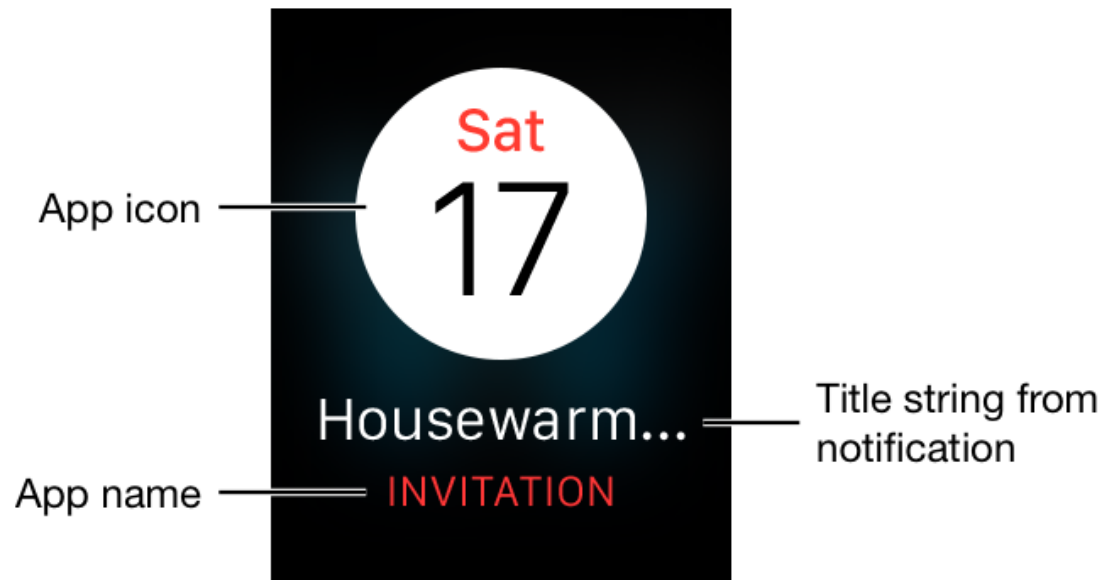 Sat
17
App icon
Housewarm...
Title string from
notification
App name
INVITATION